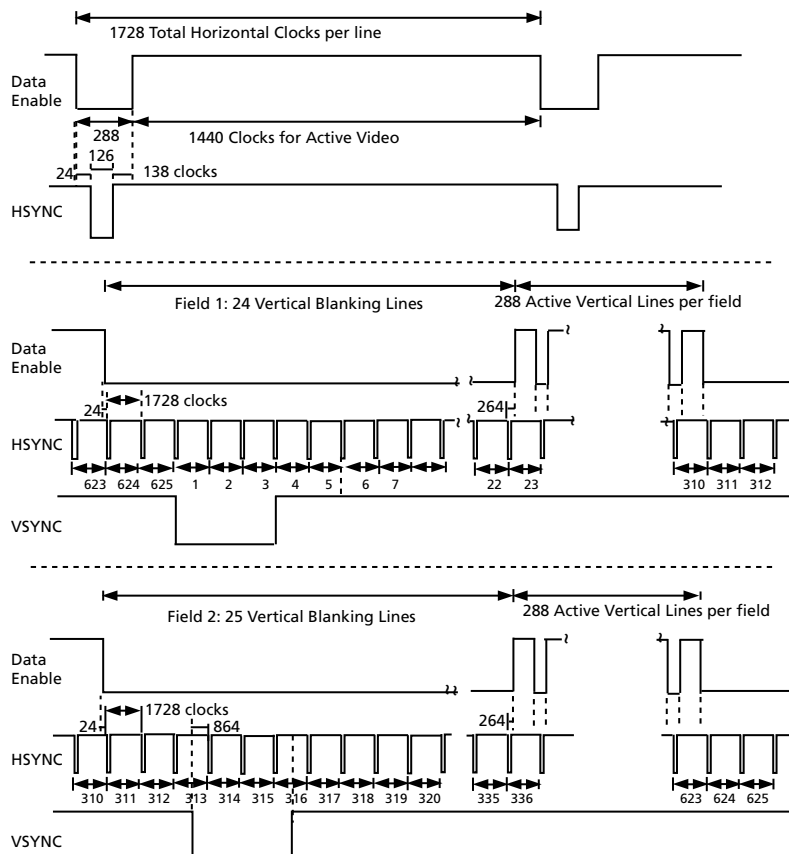 1728 Total Horizontal Clocks per line
Data
Enable
288
1440 Clocks for Active Video
126
24
138 clocks
HSYNC
Field 1: 24 Vertical Blanking Lines
288 Active Vertical Lines per field
Data
Enable
24
1728 clocks
264
HSYNC
623 624 625 1 2 3 4 5 6 7 22 23 310 311 312
VSYNC
Field 2: 25 Vertical Blanking Lines
288 Active Vertical Lines per field
Data
Enable
1728 clocks
24
864
264
HSYNC
310 311 312 313 314 315 316 317 318 319 320 335 336 623 624 625
VSYNC